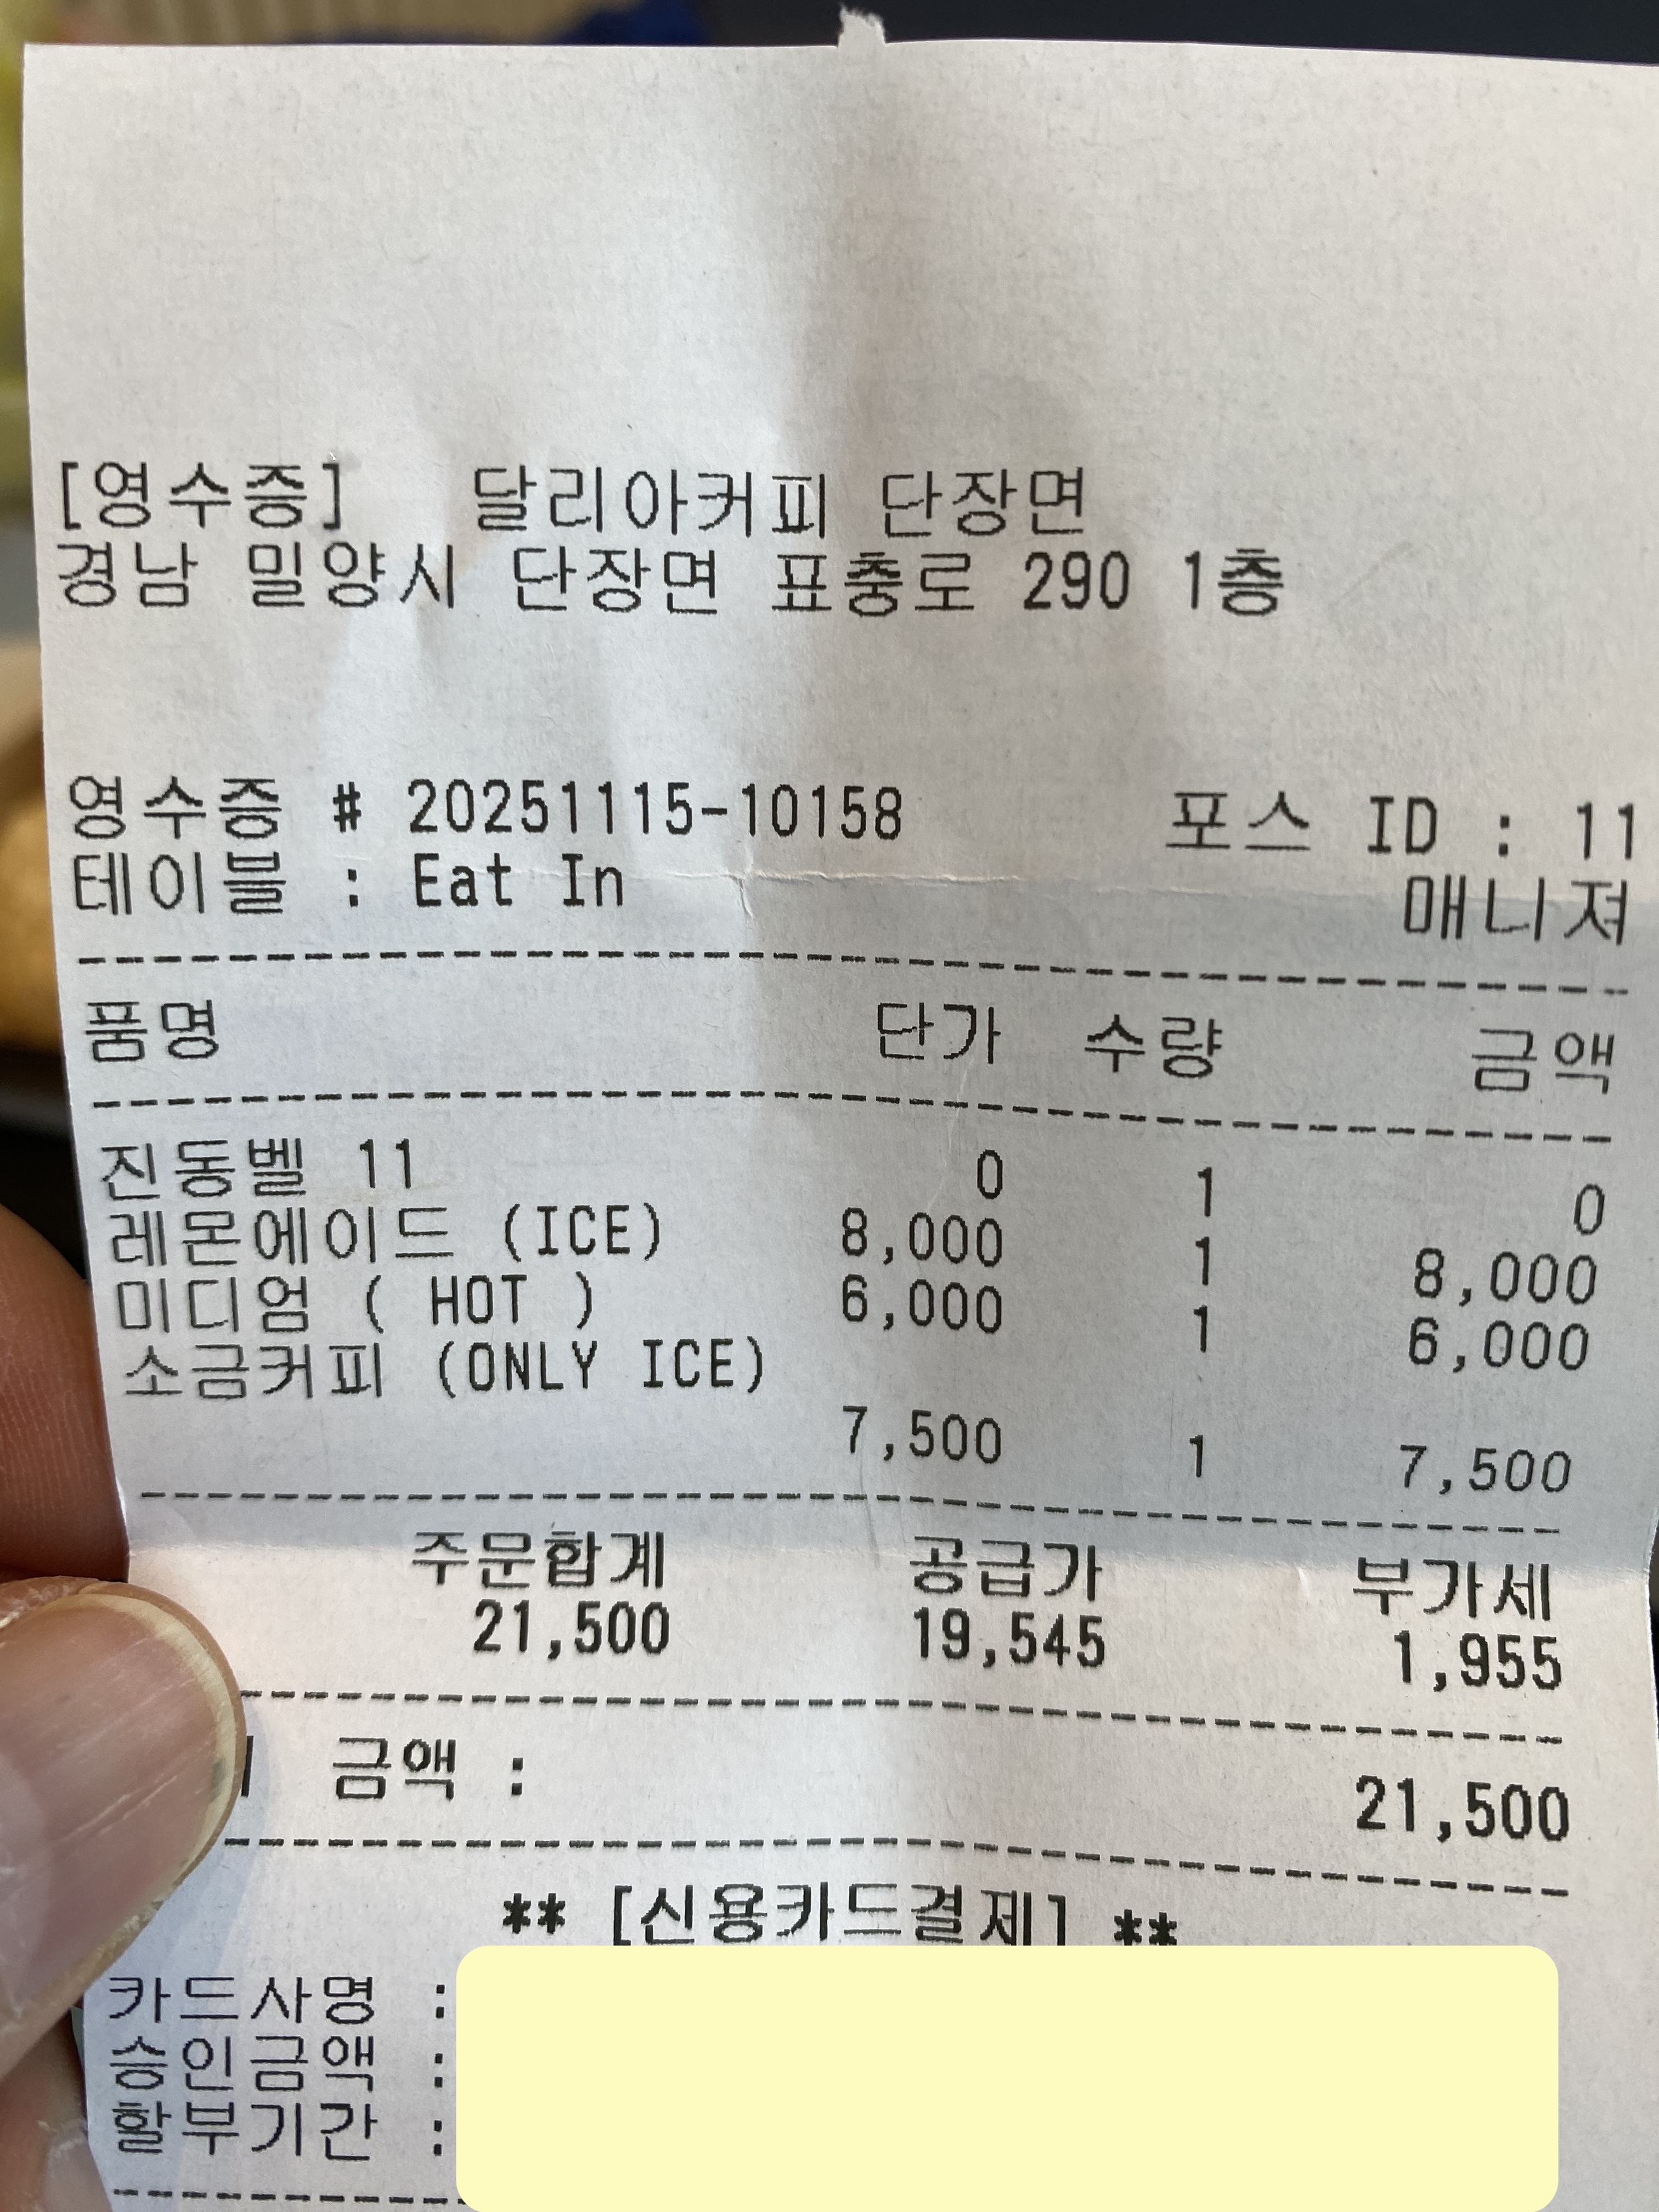 [영수증] 달리아커피 단장면
경남 밀양시 단장면 표충로 290 1층
영수증 # 20251115-10158 포스 ID : 11
테이블 : Eat In 매니져
품명 단가 수량 금액
진동벨 11 0 1 0
레몬에이드 (ICE) 8,000 1 8,000
미디엄 ( HOT ) 6,000 1 6,000
소금커피 (ONLY ICE)
7,500 1 7,500
주문합계 공급가 부가세
21,500 19,545 1,955
금액 : 21,500
** [신용카드결제] **
카드사명 :
승인금액 :
할부기간 :